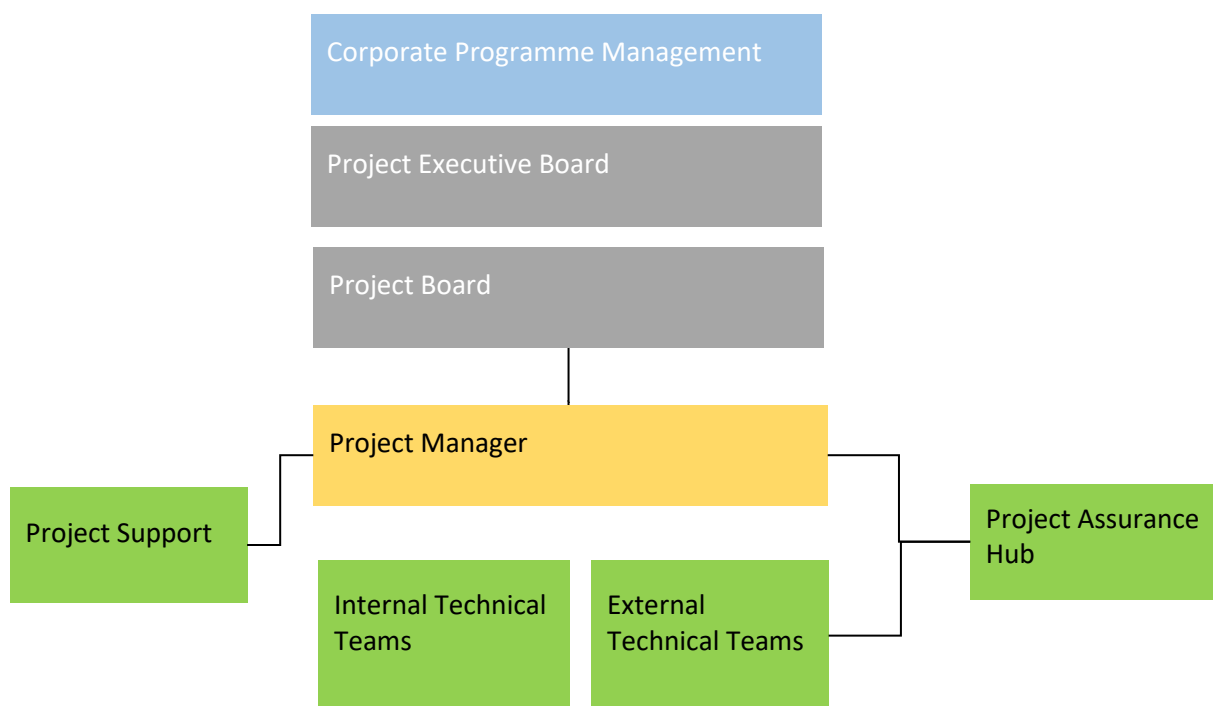 Corporate Programme Management
Project Executive Board
Project Board
Project Manager
Project Support
Project Assurance
Hub
Internal Technical
Teams
External
Technical Teams